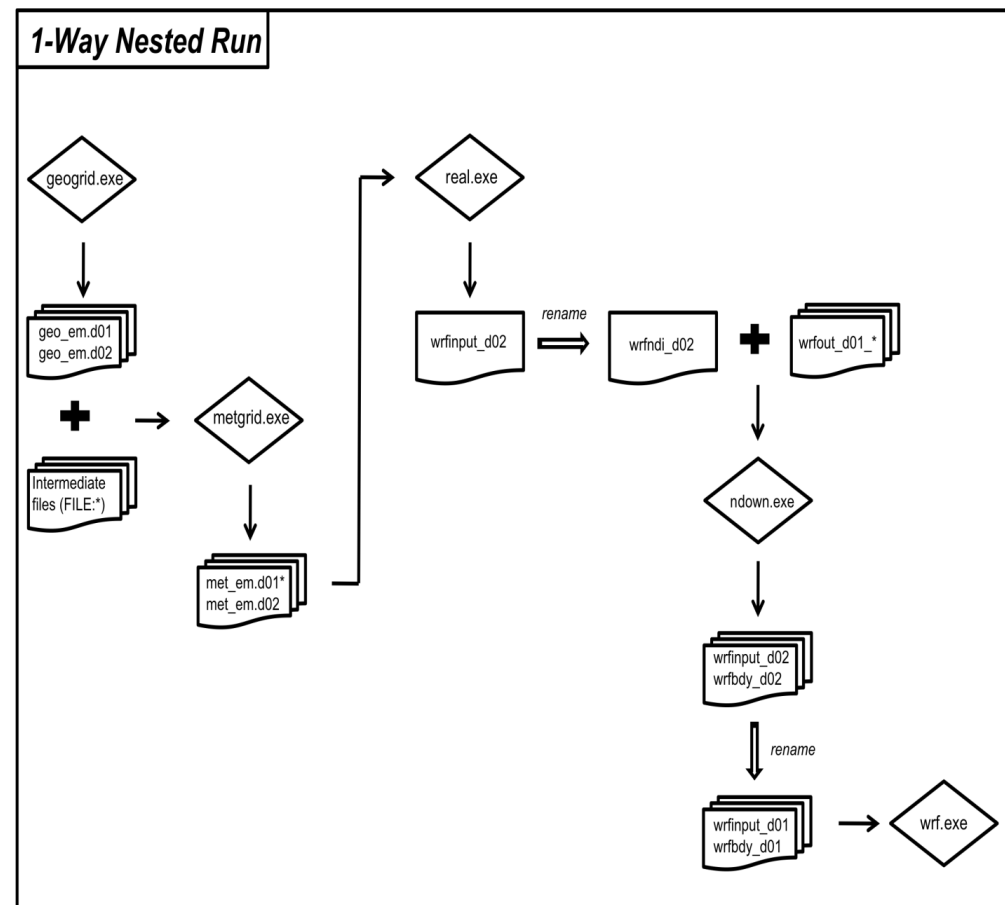 1-Way Nested Run
geogrid.exe
geo_em.d01
geo_em.d02
Intermediate
files (FILE:*)
metgrid.exe
met_em.d01*
met_em.d02
real.exe
wrfinput_d02
rename
wrfndi_d02
wrfout_d01_*
ndown.exe
wrfinput_d02
wrfbdy_d02
rename
wrfinput_d01
wrfbdy_d01
wrf.exe